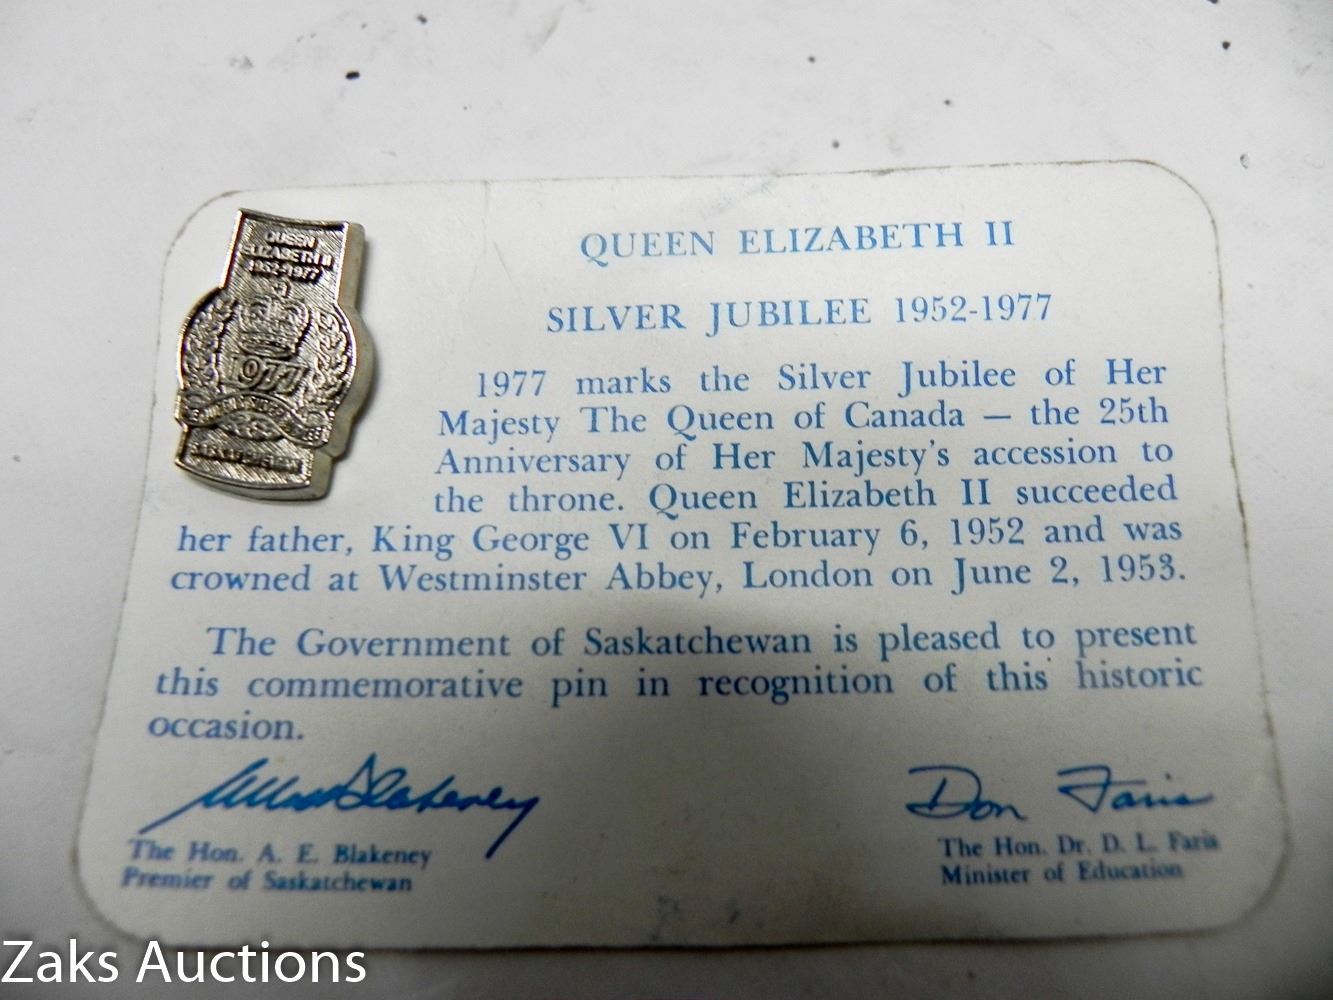 QUEEN
ELIZABETH II
1952-1977
1977
QUEEN ELIZABETH II
SILVER JUBILEE 1952-1977
1977 marks the Silver Jubilee of Her
Majesty The Queen of Canada — the 25th
Anniversary of Her Majesty's accession to
the throne. Queen Elizabeth II succeeded
her father, King George VI on February 6, 1952 and was
crowned at Westminster Abbey, London on June 2, 1953.
The Government of Saskatchewan is pleased to present
this commemorative pin in recognition of this historic
occasion.
Allan Blakeney
The Hon. A. E. Blakeney
Premier of Saskatchewan
Don Faris
The Hon. Dr. D. L. Faris
Minister of Education
Zaks Auctions